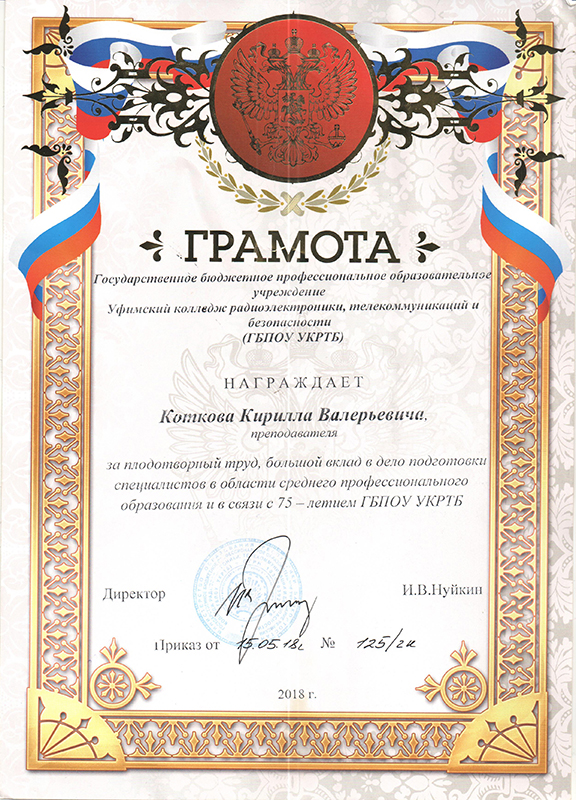 ГРАМОТА
Государственное бюджетное профессиональное образовательное
учреждение
Уфимский колледж радиоэлектроники, телекоммуникаций и
безопасности
(ГБПОУ УКРТБ)
НАГРАЖДАЕТ
Коткова Кирилла Валерьевича,
преподавателя
за плодотворный труд, большой вклад в дело подготовки
специалистов в области среднего профессионального
образования и в связи с 75 – летием ГБПОУ УКРТБ
Директор И.В.Нуйкин
Приказ от 15.05.18г № 125/2к
2018 г.